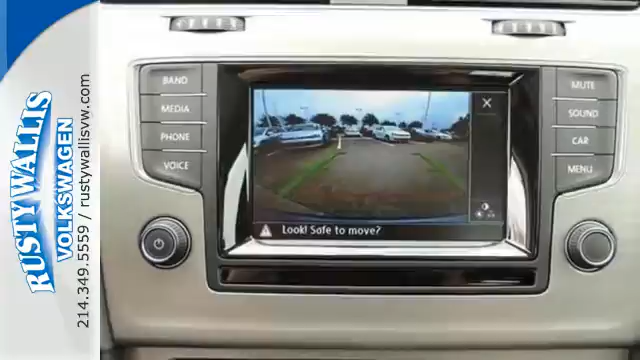 RUSTY WALLIS
VOLKSWAGEN
214.349.5559 / rustywallisvw.com
BAND
MEDIA
PHONE
VOICE
Look! Safe to move?
MUTE
SOUND
CAR
MENU